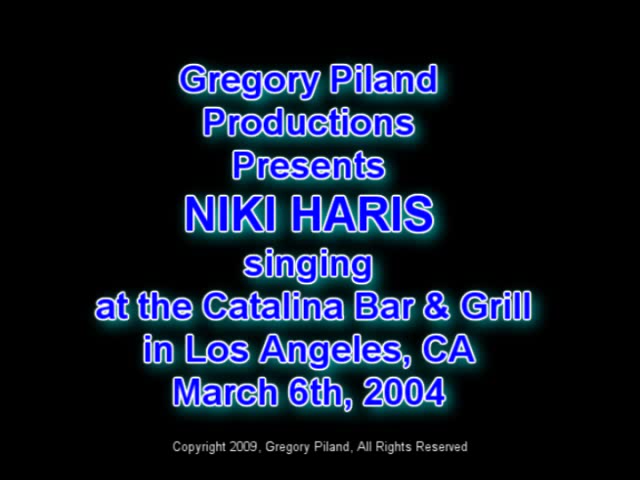 Gregory Piland
Productions
Presents
NIKI HARIS
singing
at the Catalina Bar & Grill
in Los Angeles, CA
March 6th, 2004
Copyright 2009, Gregory Piland, All Rights Reserved